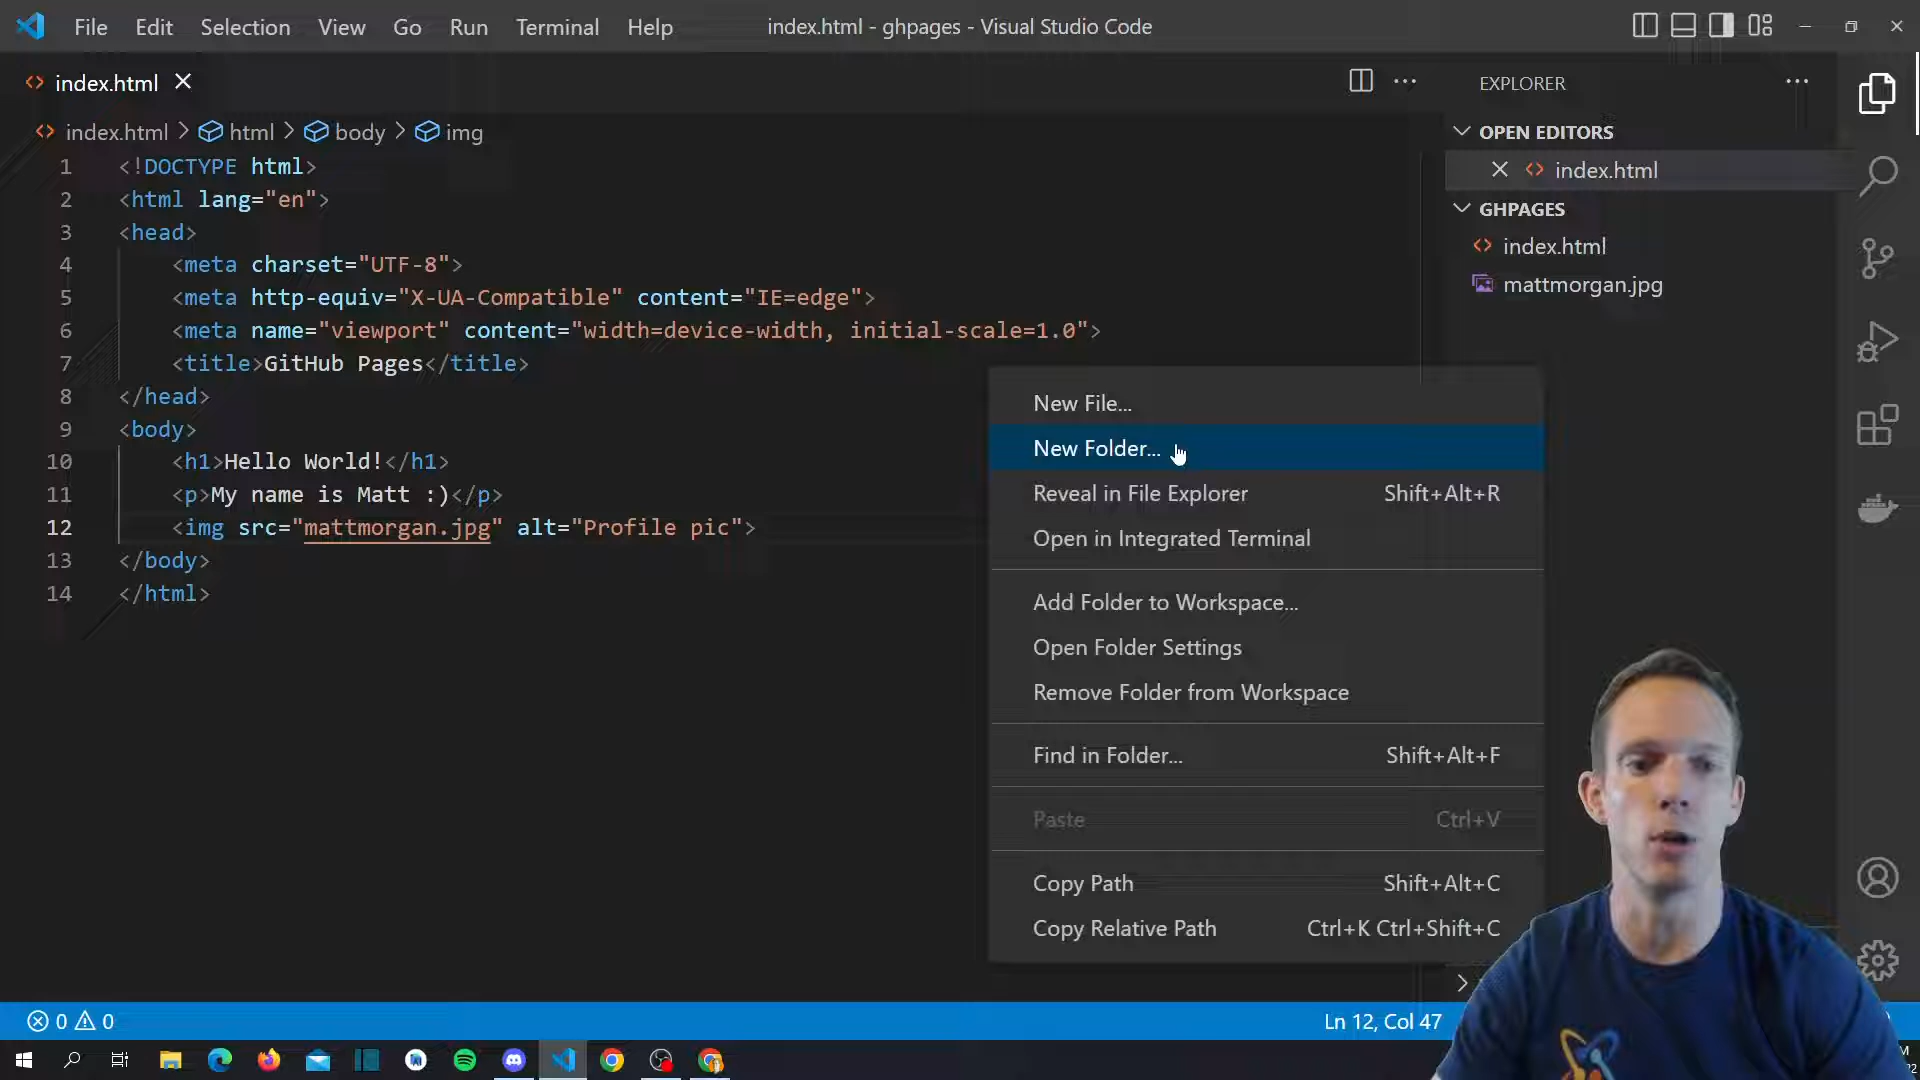 File Edit Selection View Go Run Terminal Help index.html - ghpages - Visual Studio Code
index.html
index.html > html > body > img
1 <!DOCTYPE html>
2 <html lang="en">
3 <head>
4 <meta charset="UTF-8">
5 <meta http-equiv="X-UA-Compatible" content="IE=edge">
6 <meta name="viewport" content="width=device-width, initial-scale=1.0">
7 <title>GitHub Pages</title>
8 </head>
9 <body>
10 <h1>Hello World!</h1>
11 <p>My name is Matt :)</p>
12 <img src="mattmorgan.jpg" alt="Profile pic">
13 </body>
14 </html>
EXPLORER
OPEN EDITORS
index.html
GHPAGES
index.html
mattmorgan.jpg
New File...
New Folder...
Reveal in File Explorer Shift+Alt+R
Open in Integrated Terminal
Add Folder to Workspace...
Open Folder Settings
Remove Folder from Workspace
Find in Folder... Shift+Alt+F
Paste Ctrl+V
Copy Path Shift+Alt+C
Copy Relative Path Ctrl+K Ctrl+Shift+C
0 0 Ln 12, Col 47